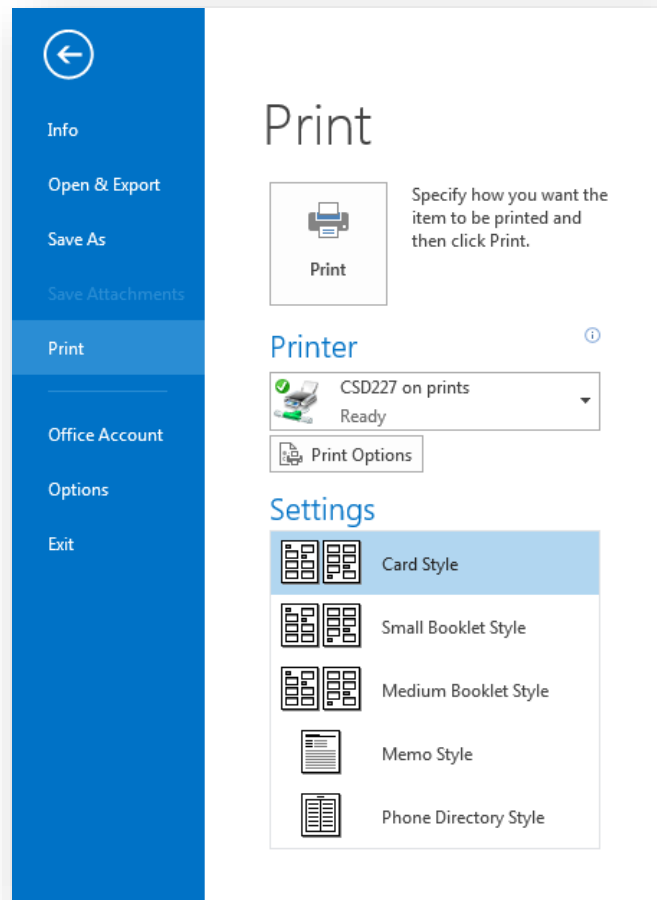 Info
Open & Export
Save As
Save Attachments
Print
Office Account
Options
Exit
Print
Print
Specify how you want the
item to be printed and
then click Print.
Printer
CSD227 on prints
Ready
Print Options
Settings
Card Style
Small Booklet Style
Medium Booklet Style
Memo Style
Phone Directory Style